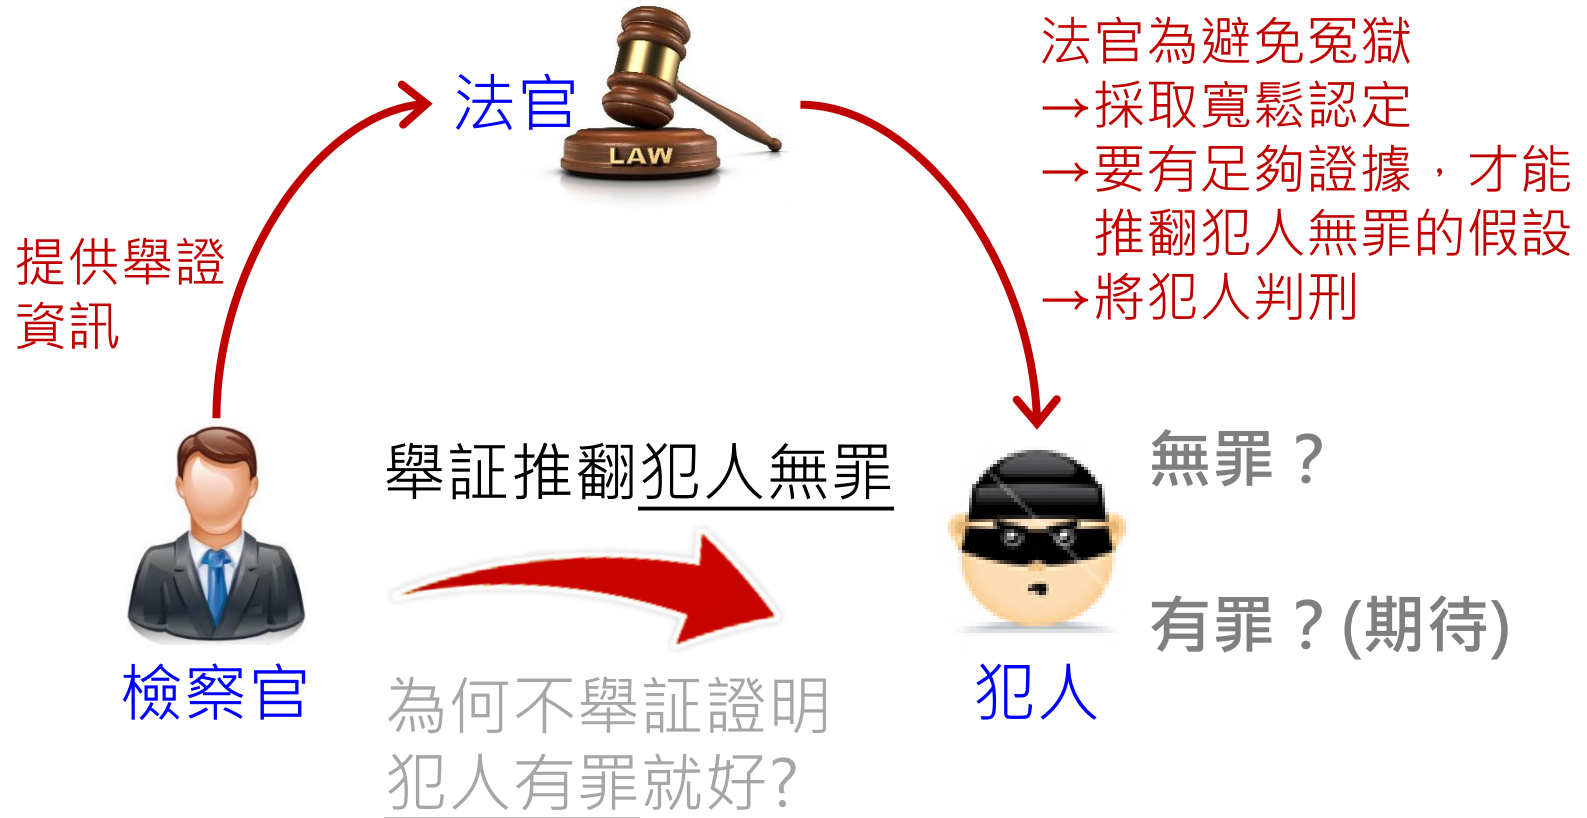 法官
LAW
法官為避免冤獄
→採取寬鬆認定
→要有足夠證據，才能
推翻犯人無罪的假設
→將犯人判刑
提供舉證
資訊
舉証推翻犯人無罪
無罪？
有罪？(期待)
檢察官
為何不舉証證明
犯人有罪就好?
犯人